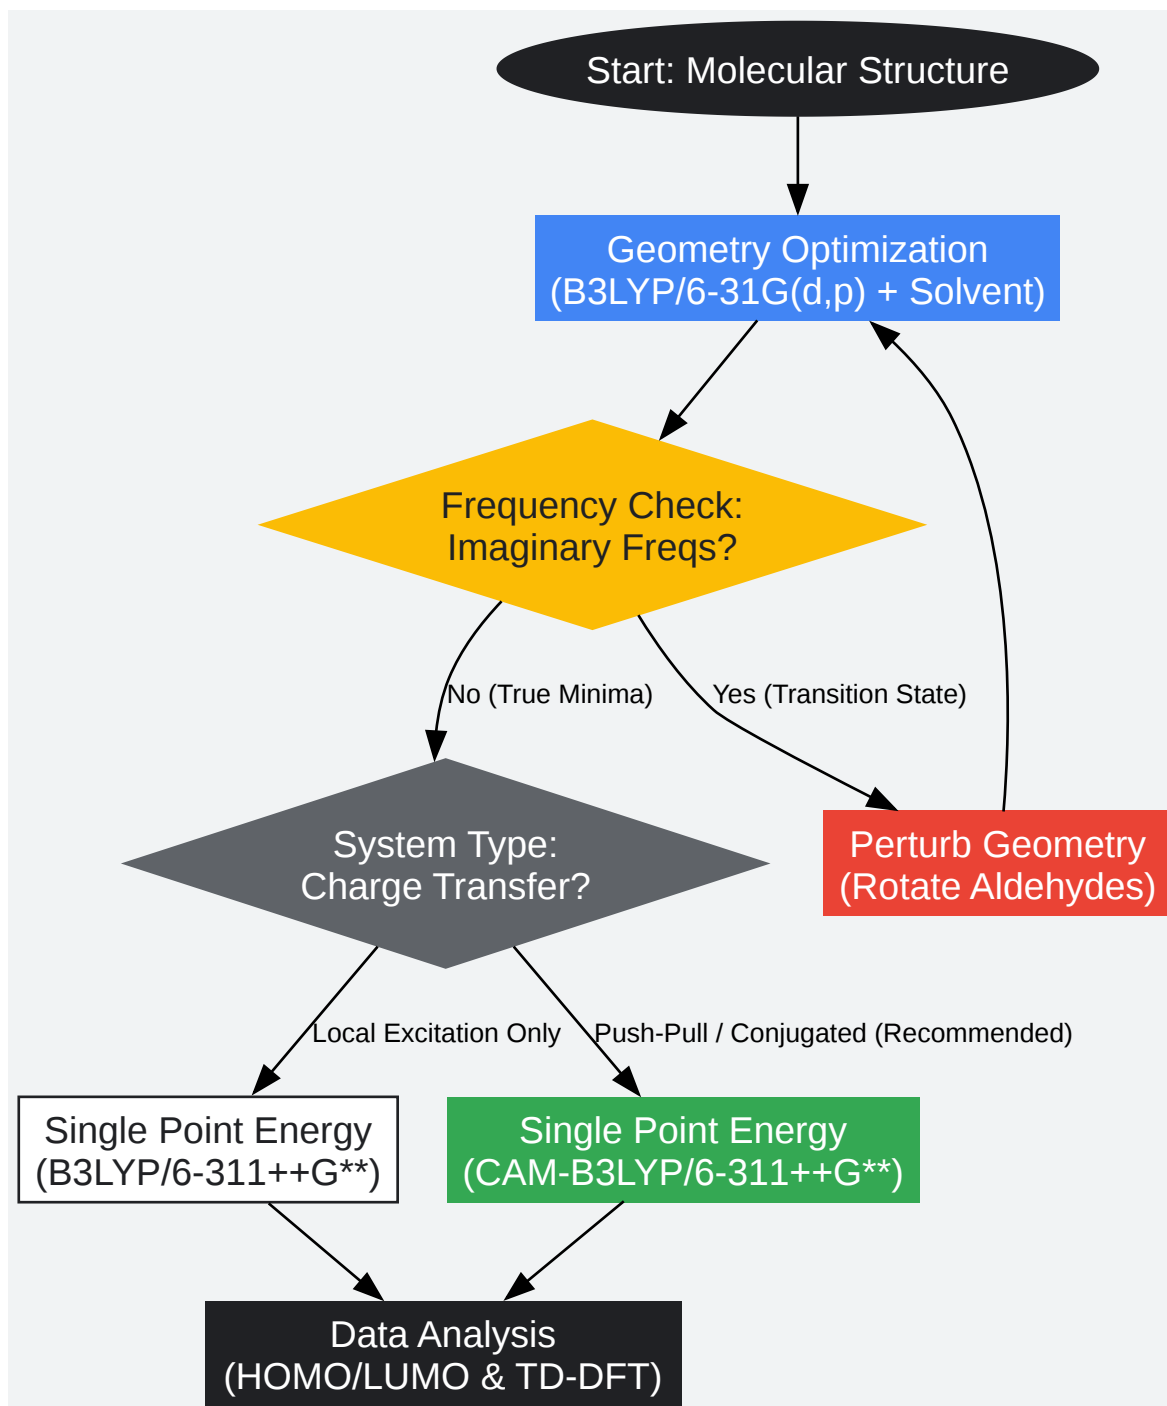 Start: Molecular Structure
Geometry Optimization
(B3LYP/6-31G(d,p) + Solvent)
Frequency Check:
Imaginary Freqs?
No (True Minima)
Yes (Transition State)
System Type:
Charge Transfer?
Perturb Geometry
(Rotate Aldehydes)
Local Excitation Only
Push-Pull / Conjugated (Recommended)
Single Point Energy
(B3LYP/6-311++G**)
Single Point Energy
(CAM-B3LYP/6-311++G**)
Data Analysis
(HOMO/LUMO & TD-DFT)